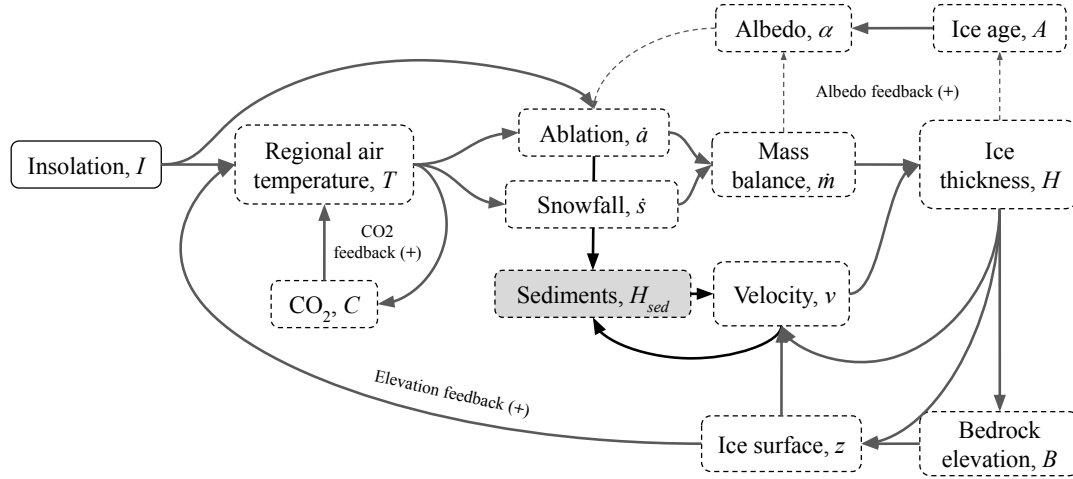 Albedo, α
Ice age, A
Albedo feedback (+)
Insolation, I
Regional air
temperature, T
Ablation, ȧ
Snowfall, ṡ
Mass
balance, ṁ
Ice
thickness, H
CO2
feedback (+)
CO₂, C
Sediments, H_sed
Velocity, v
Elevation feedback (+)
Ice surface, z
Bedrock
elevation, B